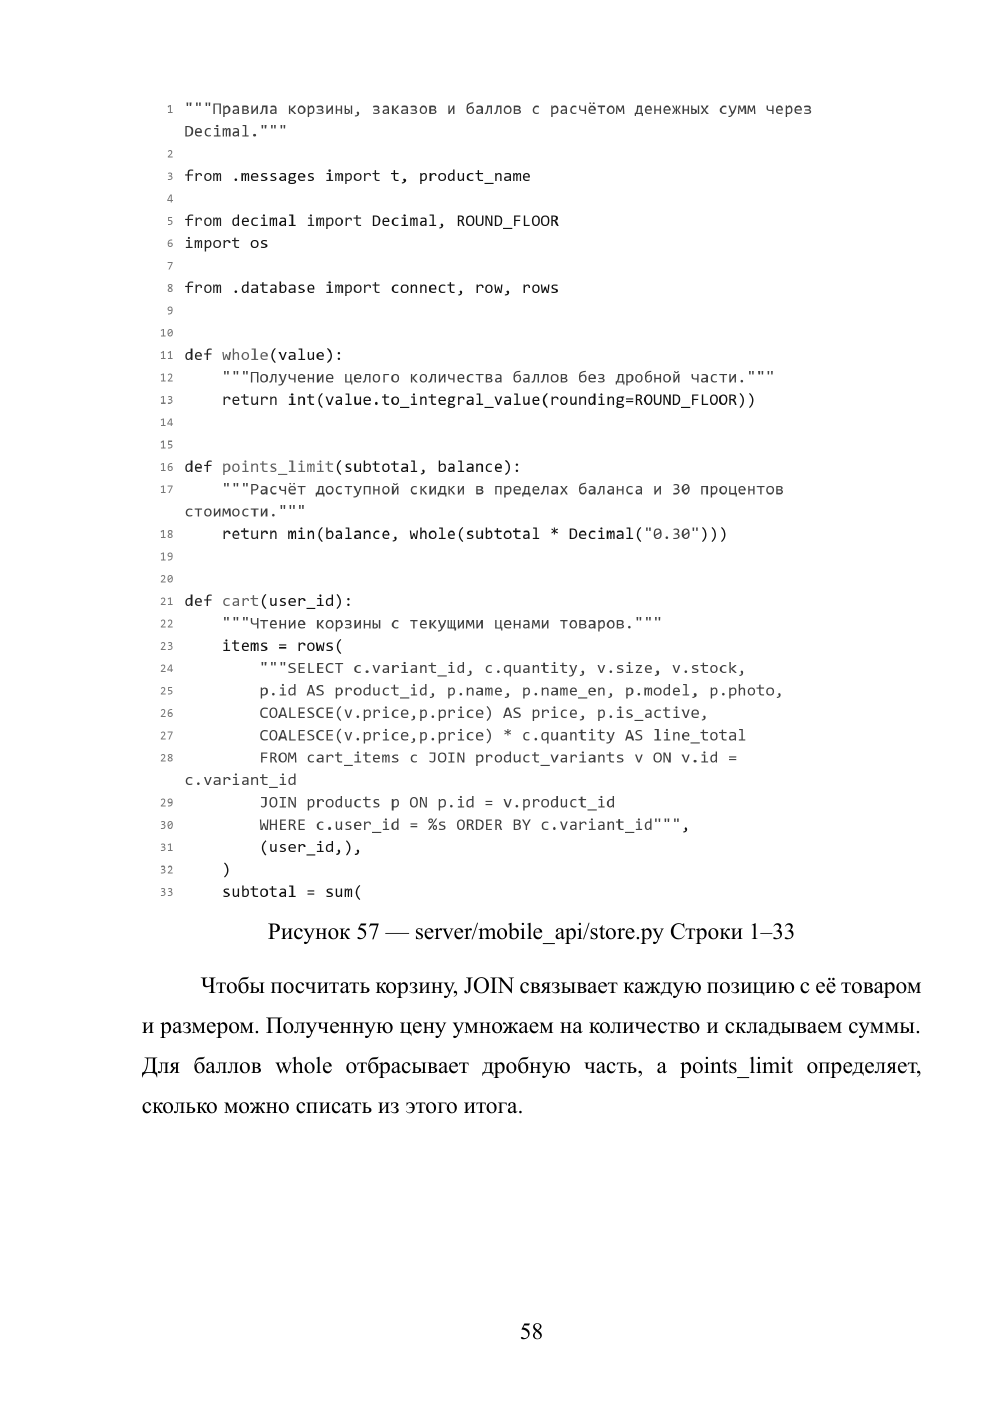 1 """Правила корзины, заказов и баллов с расчётом денежных сумм через
Decimal."""
2
3 from .messages import t, product_name
4
5 from decimal import Decimal, ROUND_FLOOR
6 import os
7
8 from .database import connect, row, rows
9
10
11 def whole(value):
12     """Получение целого количества баллов без дробной части."""
13     return int(value.to_integral_value(rounding=ROUND_FLOOR))
14
15
16 def points_limit(subtotal, balance):
17     """Расчёт доступной скидки в пределах баланса и 30 процентов
стоимости."""
18     return min(balance, whole(subtotal * Decimal("0.30")))
19
20
21 def cart(user_id):
22     """Чтение корзины с текущими ценами товаров."""
23     items = rows(
24         """SELECT c.variant_id, c.quantity, v.size, v.stock,
25         p.id AS product_id, p.name, p.name_en, p.model, p.photo,
26         COALESCE(v.price,p.price) AS price, p.is_active,
27         COALESCE(v.price,p.price) * c.quantity AS line_total
28         FROM cart_items c JOIN product_variants v ON v.id =
c.variant_id
29         JOIN products p ON p.id = v.product_id
30         WHERE c.user_id = %s ORDER BY c.variant_id""",
31         (user_id,),
32     )
33     subtotal = sum(
Рисунок 57 — server/mobile_api/store.py Строки 1–33
Чтобы посчитать корзину, JOIN связывает каждую позицию с её товаром
и размером. Полученную цену умножаем на количество и складываем суммы.
Для баллов whole отбрасывает дробную часть, а points_limit определяет,
сколько можно списать из этого итога.
58